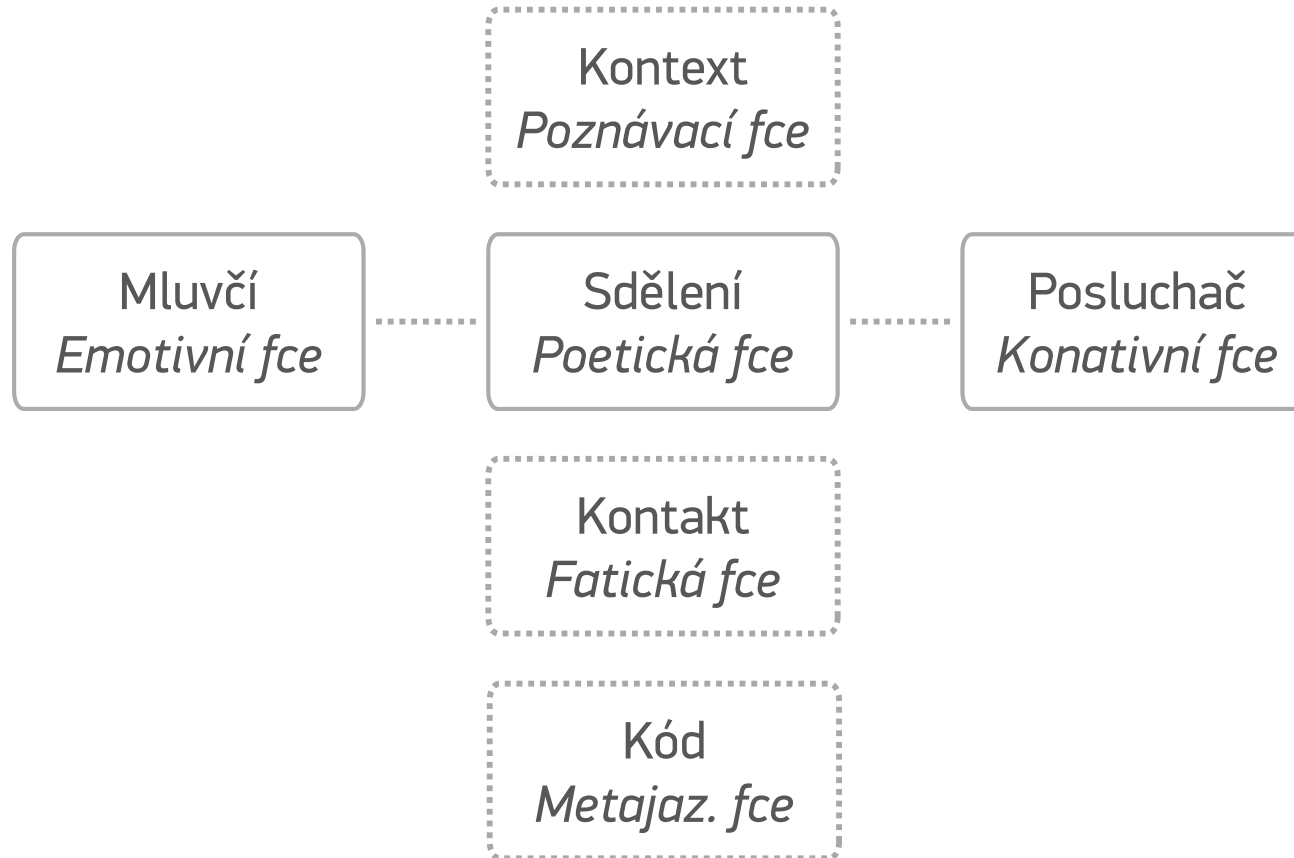 Kontext
Poznávací fce
Mluvčí
Emotivní fce
Sdělení
Poetická fce
Posluchač
Konativní fce
Kontakt
Fatická fce
Kód
Metajaz. fce